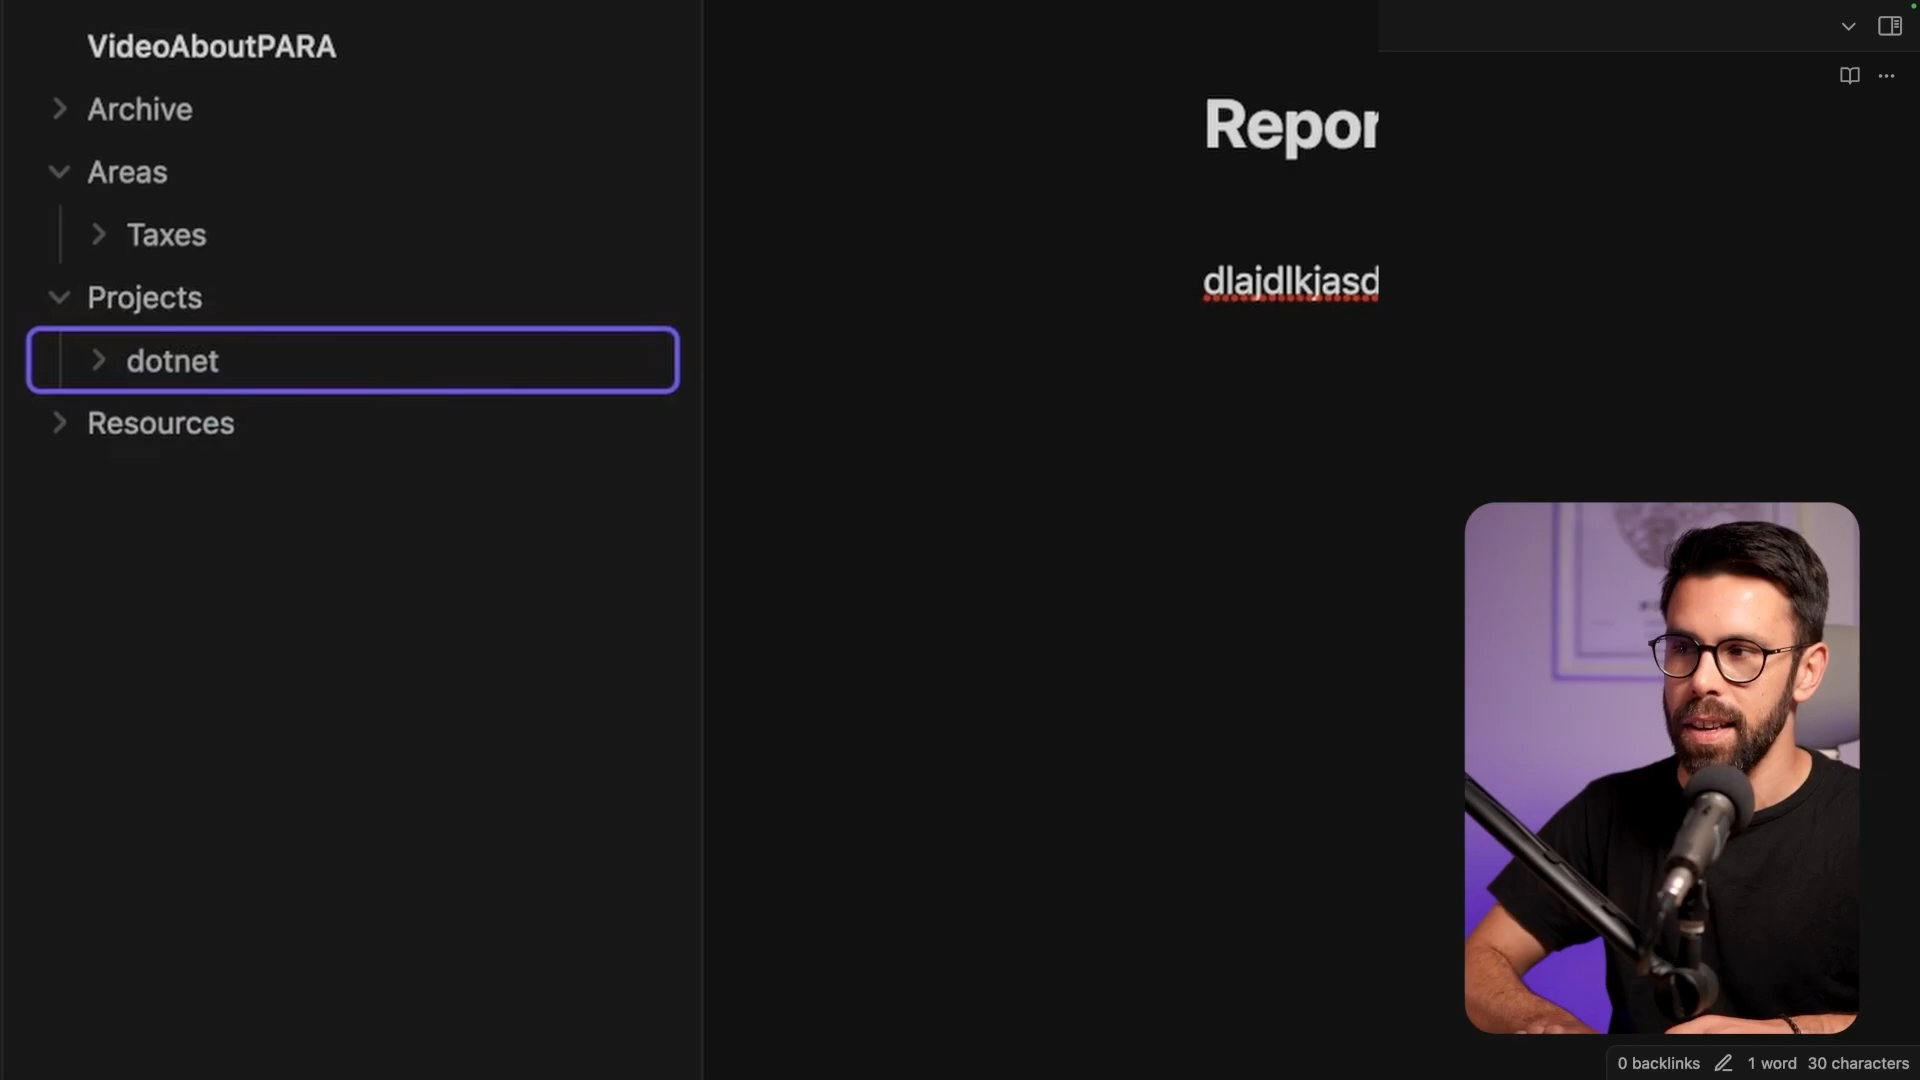 VideoAboutPARA
Archive
Areas
Taxes
Projects
dotnet
Resources
Repor
dlajdlkjasd
0 backlinks 1 word 30 characters